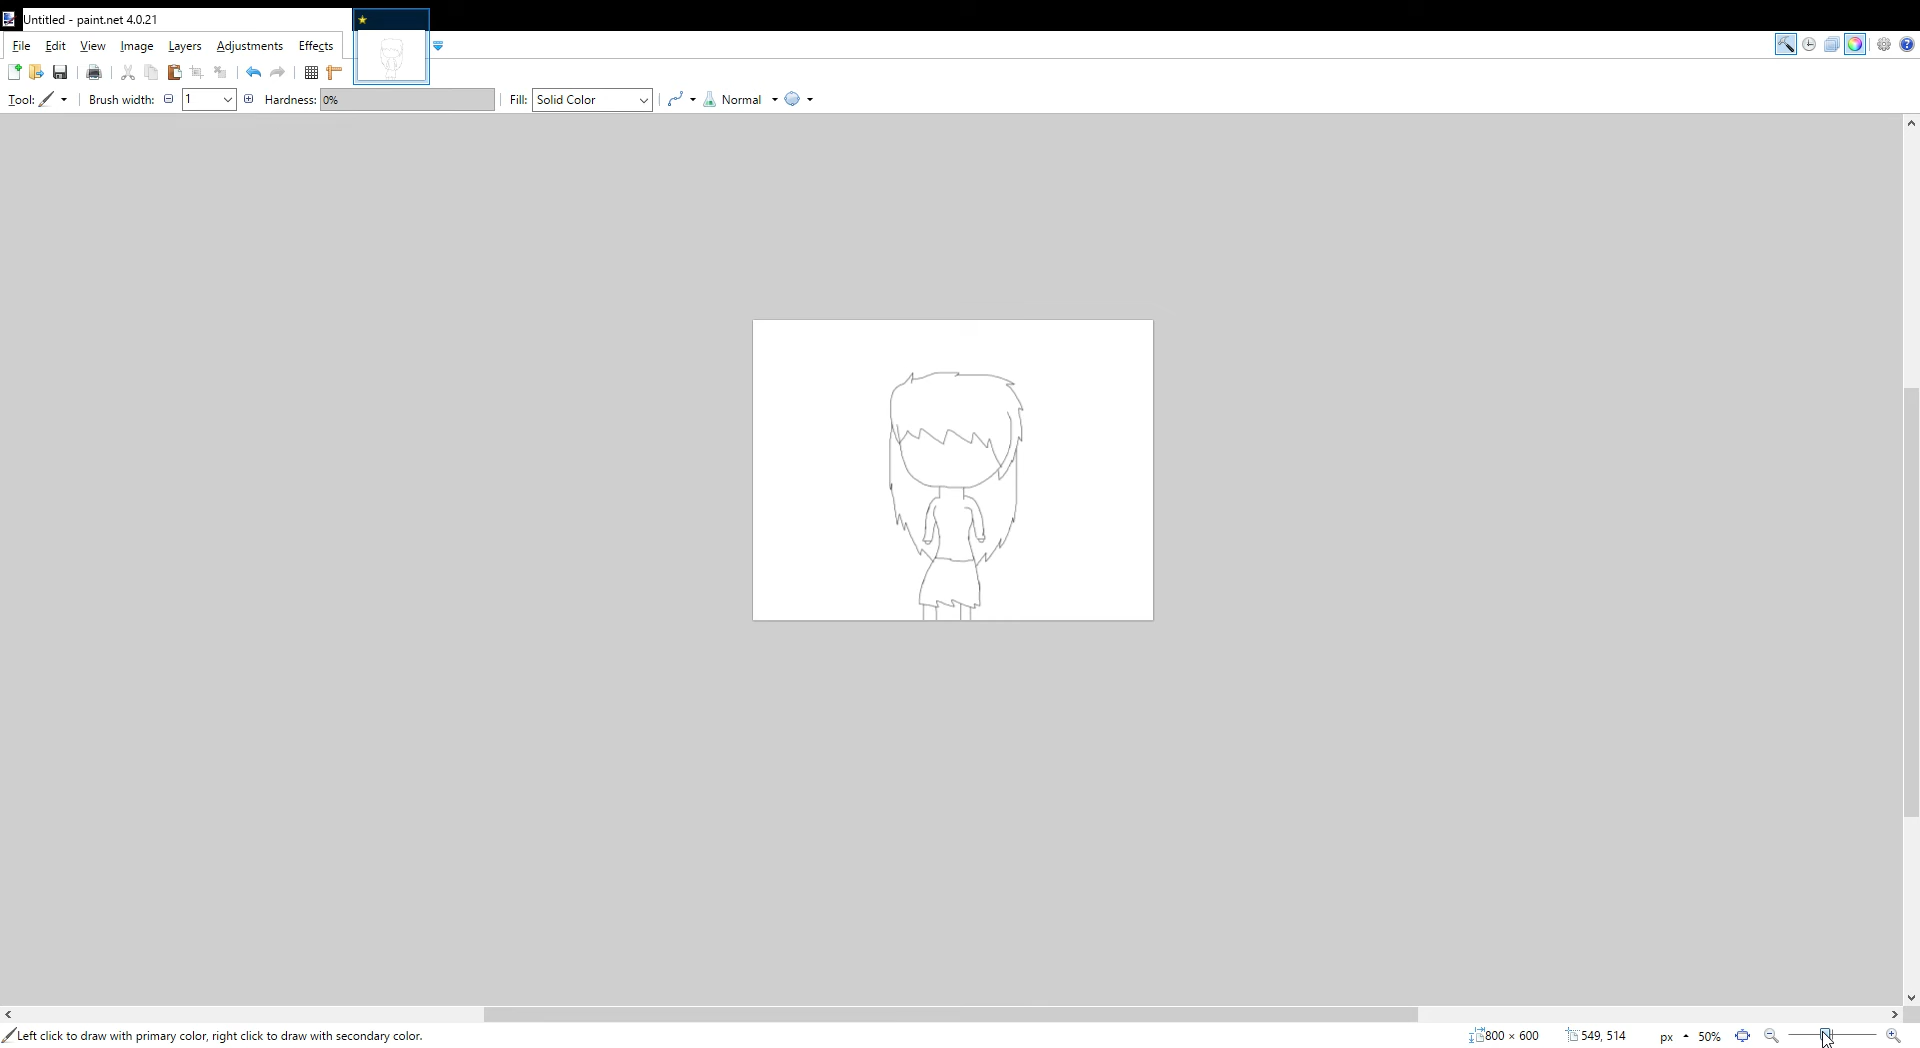 Untitled - paint.net 4.0.21
File Edit View Image Layers Adjustments Effects
Tool: Brush width: 1 Hardness: 0% Fill: Solid Color Normal
Left click to draw with primary color, right click to draw with secondary color. 800 × 600 549, 514 px 50%